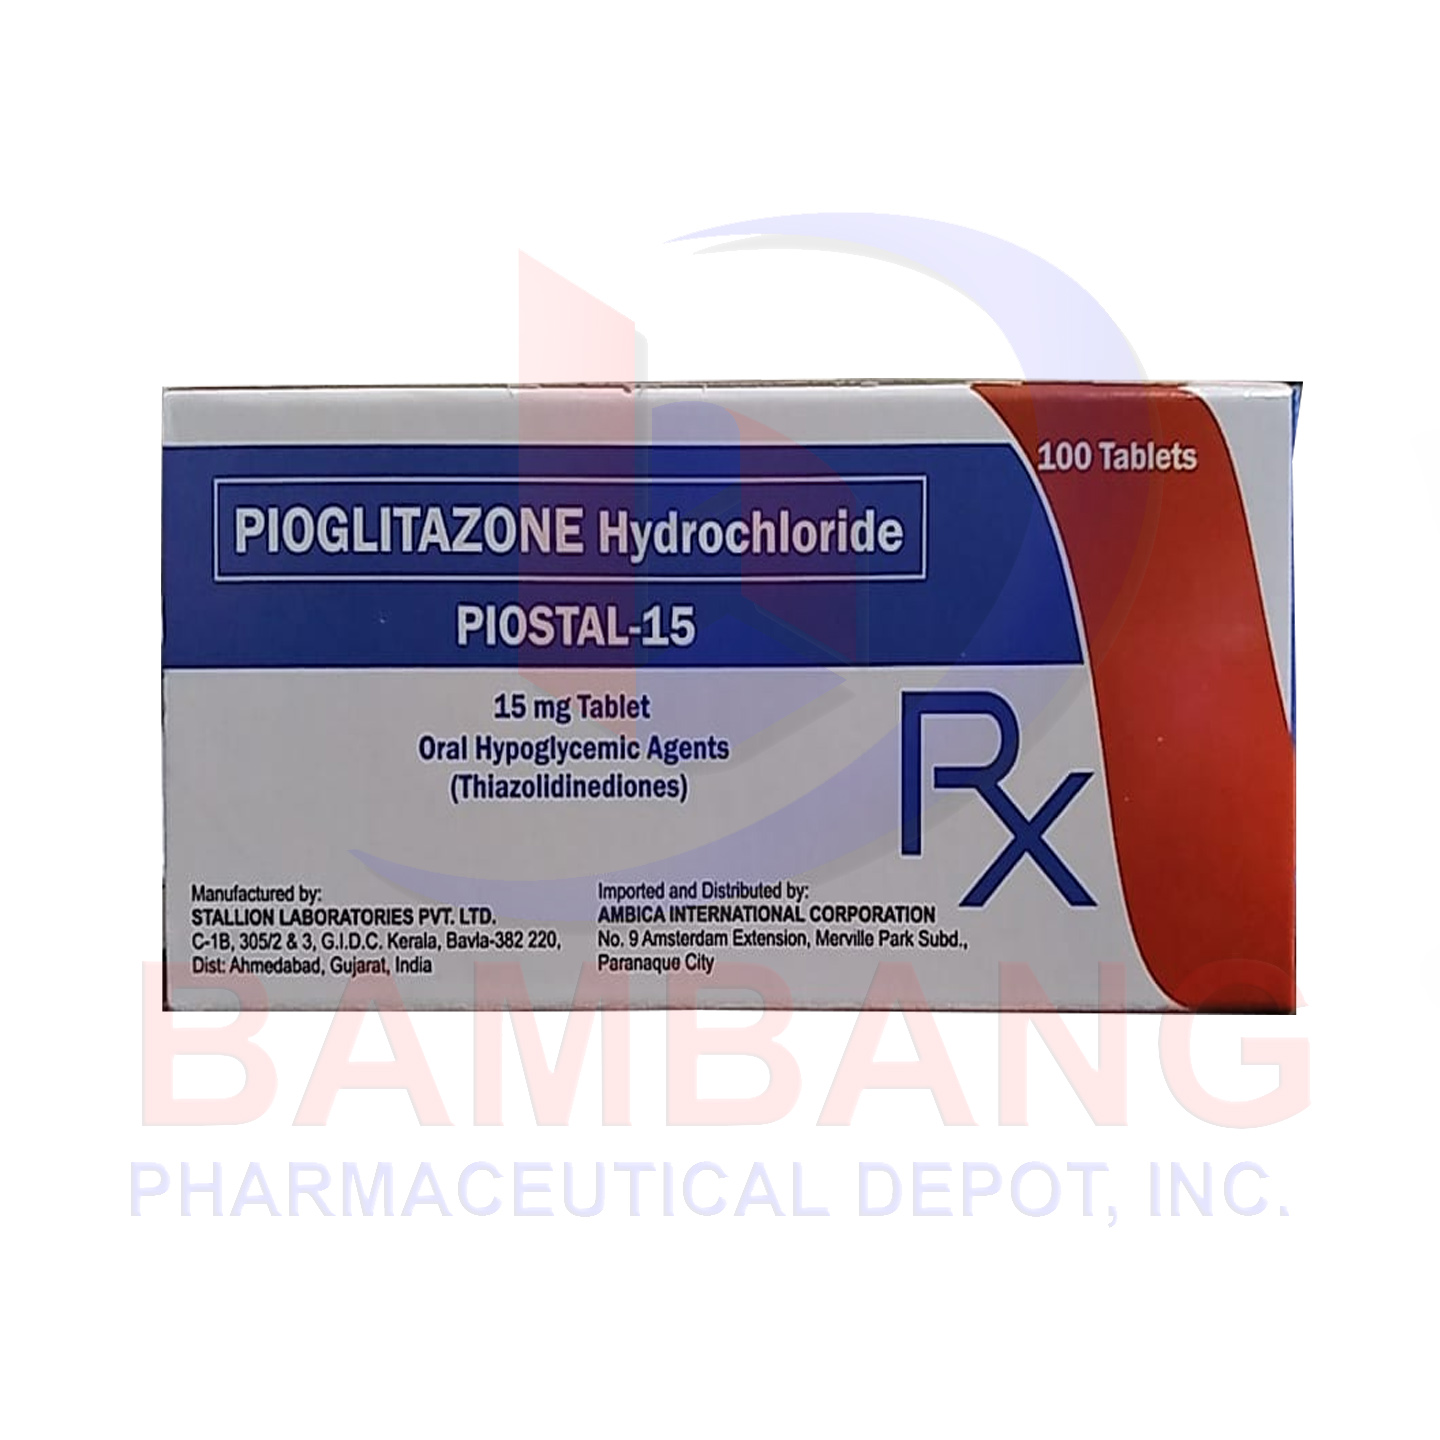 100 Tablets
PIOGLITAZONE Hydrochloride
PIOSTAL-15
15 mg Tablet
Oral Hypoglycemic Agents
(Thiazolidinediones)
Rx
Manufactured by:
STALLION LABORATORIES PVT. LTD.
C-1B, 305/2 & 3, G.I.D.C. Kerala, Bavla-382 220,
Dist: Ahmedabad, Gujarat, India
Imported and Distributed by:
AMBICA INTERNATIONAL CORPORATION
No. 9 Amsterdam Extension, Merville Park Subd.,
Paranaque City
BAMBANG
PHARMACEUTICAL DEPOT, INC.